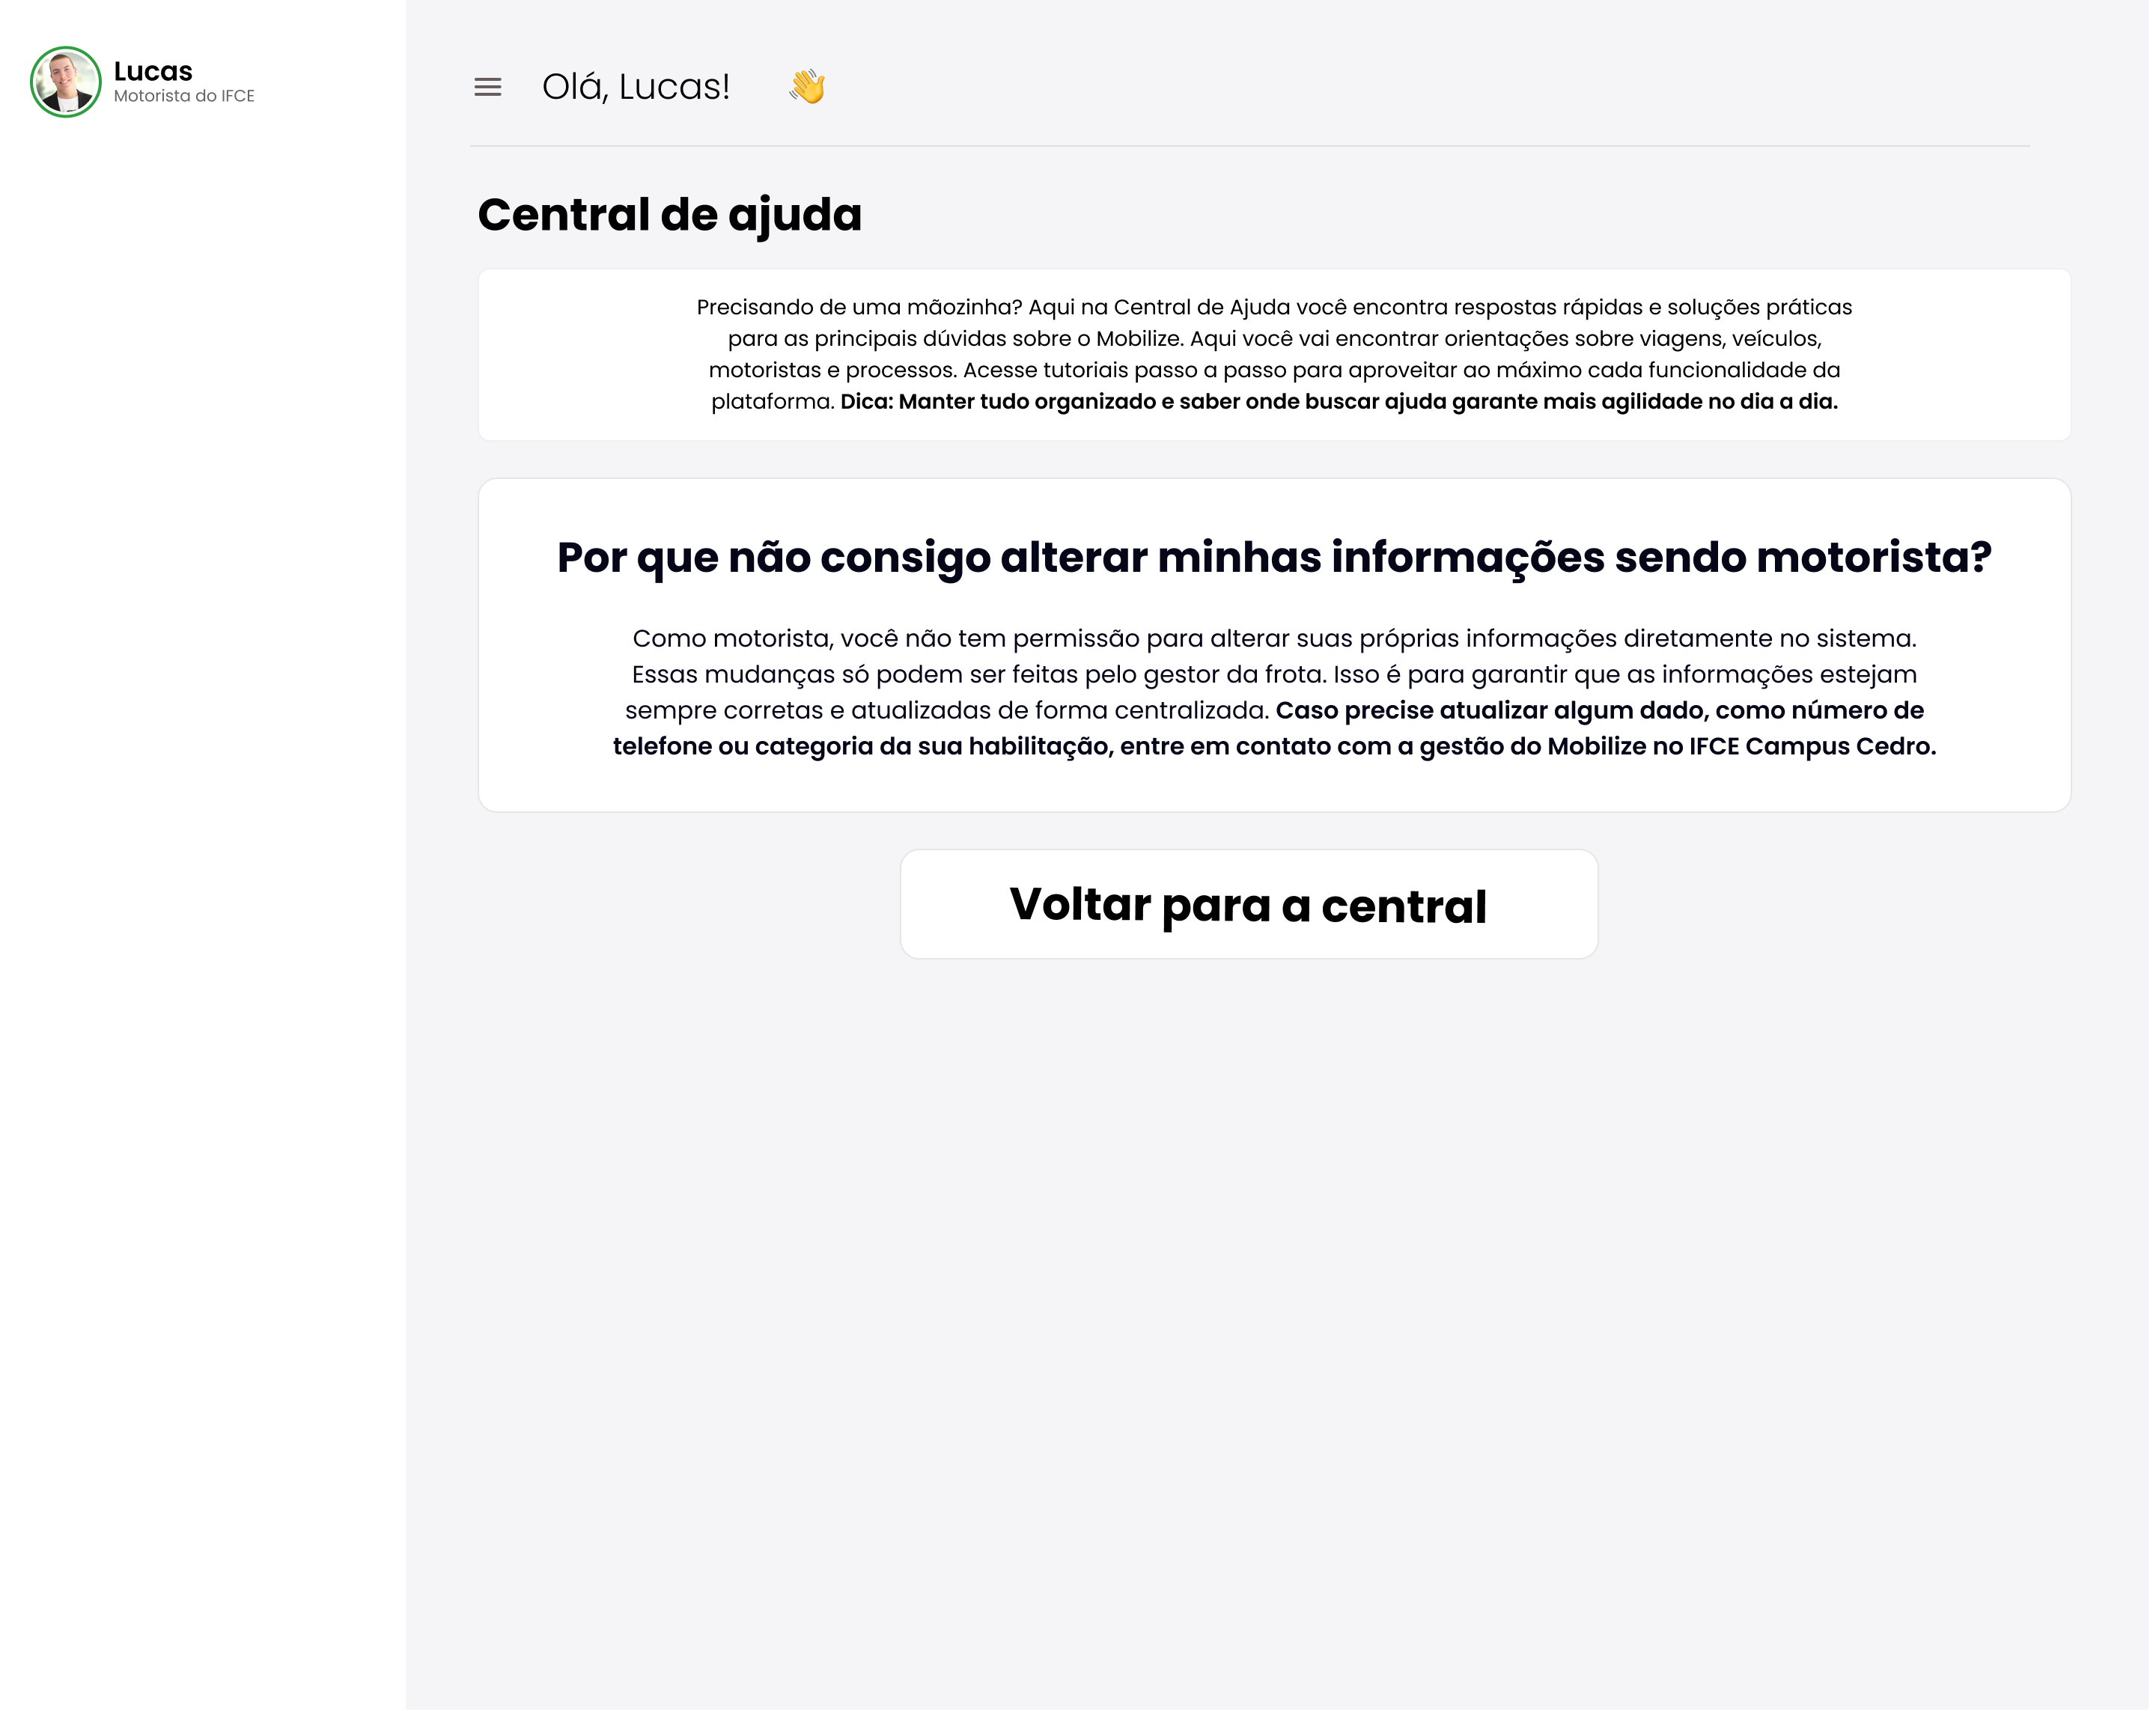 Lucas
Motorista do IFCE
Olá, Lucas! 👋
Central de ajuda
Precisando de uma mãozinha? Aqui na Central de Ajuda você encontra respostas rápidas e soluções práticas
para as principais dúvidas sobre o Mobilize. Aqui você vai encontrar orientações sobre viagens, veículos,
motoristas e processos. Acesse tutoriais passo a passo para aproveitar ao máximo cada funcionalidade da
plataforma. Dica: Manter tudo organizado e saber onde buscar ajuda garante mais agilidade no dia a dia.
Por que não consigo alterar minhas informações sendo motorista?
Como motorista, você não tem permissão para alterar suas próprias informações diretamente no sistema.
Essas mudanças só podem ser feitas pelo gestor da frota. Isso é para garantir que as informações estejam
sempre corretas e atualizadas de forma centralizada. Caso precise atualizar algum dado, como número de
telefone ou categoria da sua habilitação, entre em contato com a gestão do Mobilize no IFCE Campus Cedro.
Voltar para a central